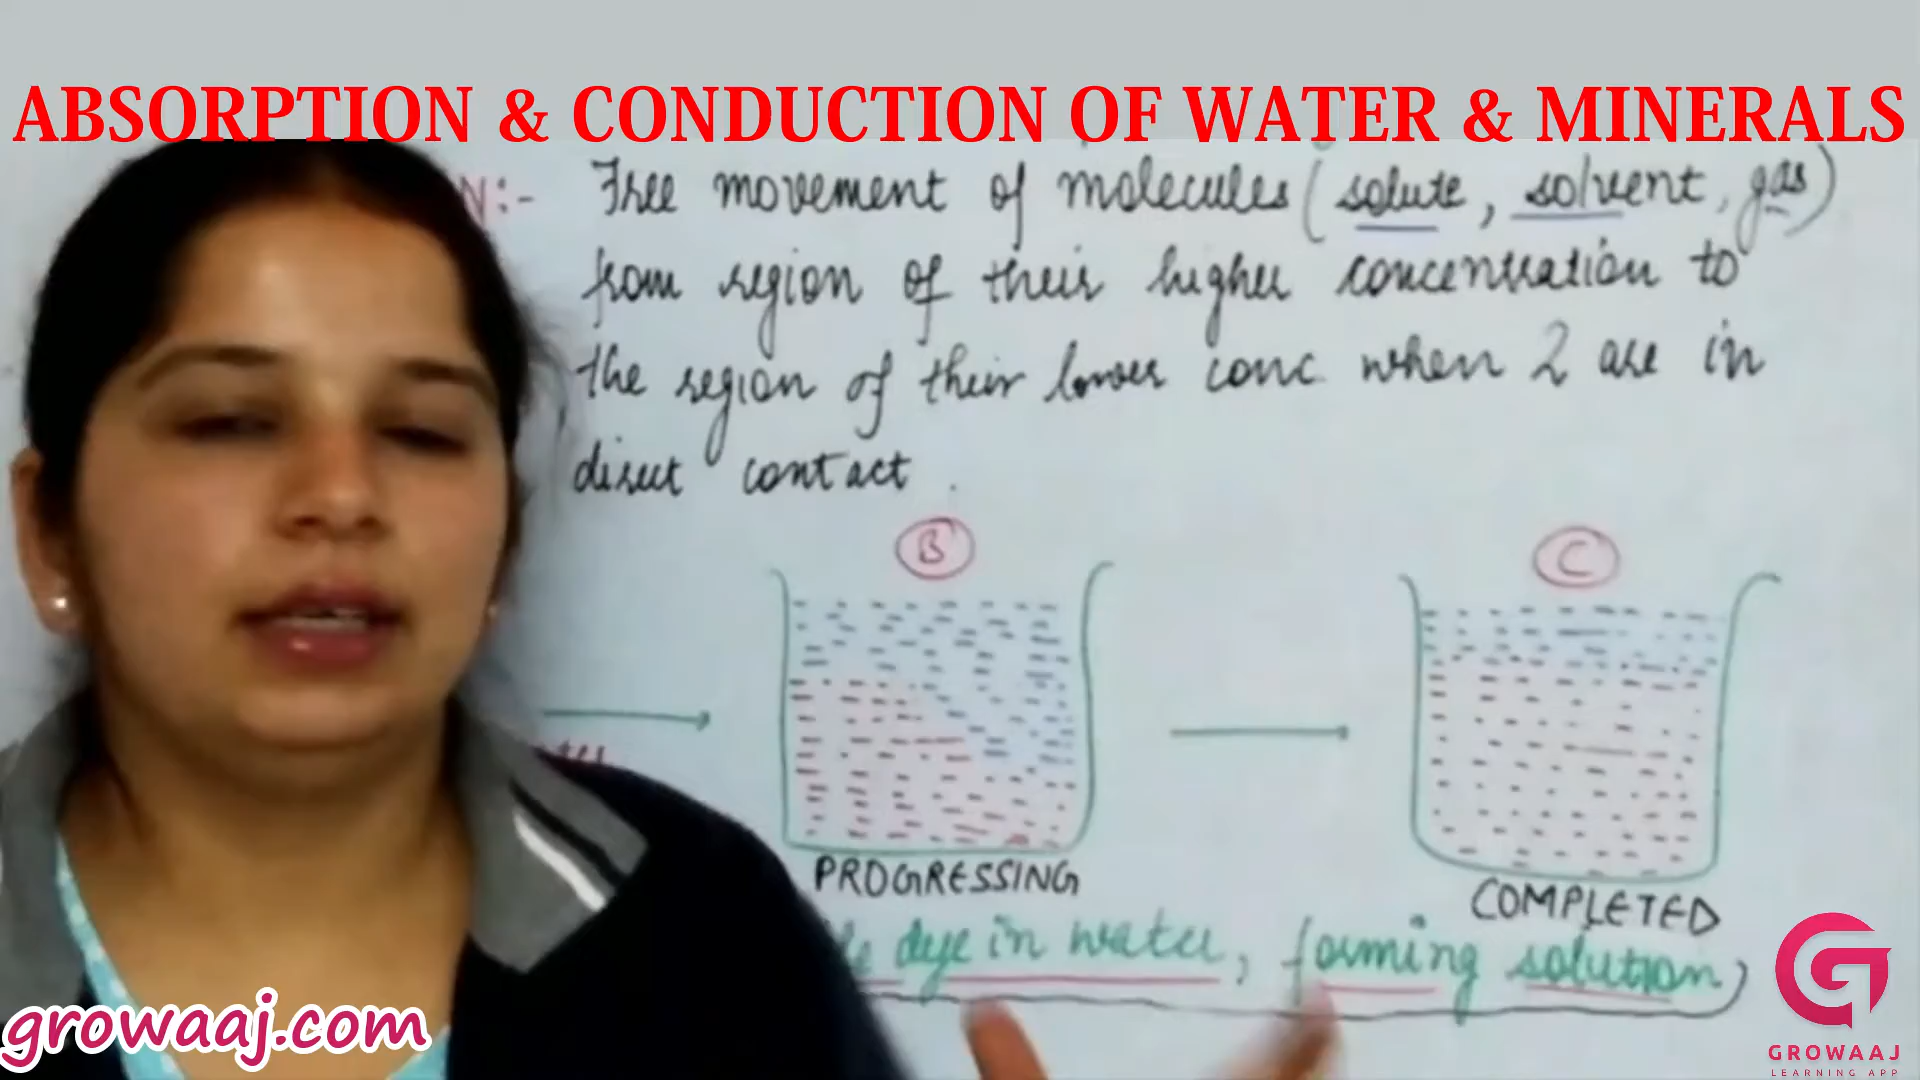 ABSORPTION & CONDUCTION OF WATER & MINERALS
N:- Free movement of molecules (solute, solvent, gas)
from region of their higher concentration to
the region of their lower conc. when 2 are in
direct contact.
B
C
PROGRESSING
COMPLETED
dye in water, forming solution)
growaaj.com
G
GROWAAJ
LEARNING APP